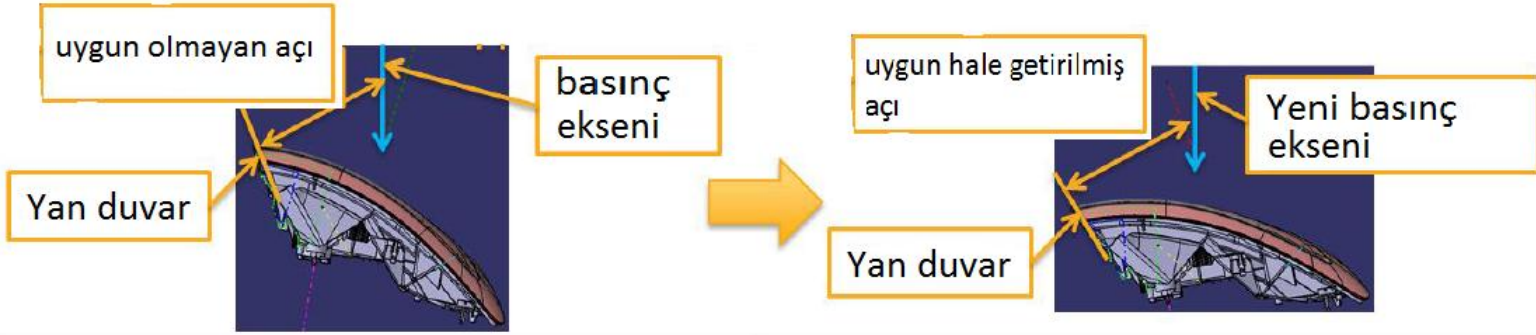 uygun olmayan açı
basınç
ekseni
Yan duvar
uygun hale getirilmiş
açı
Yeni basınç
ekseni
Yan duvar